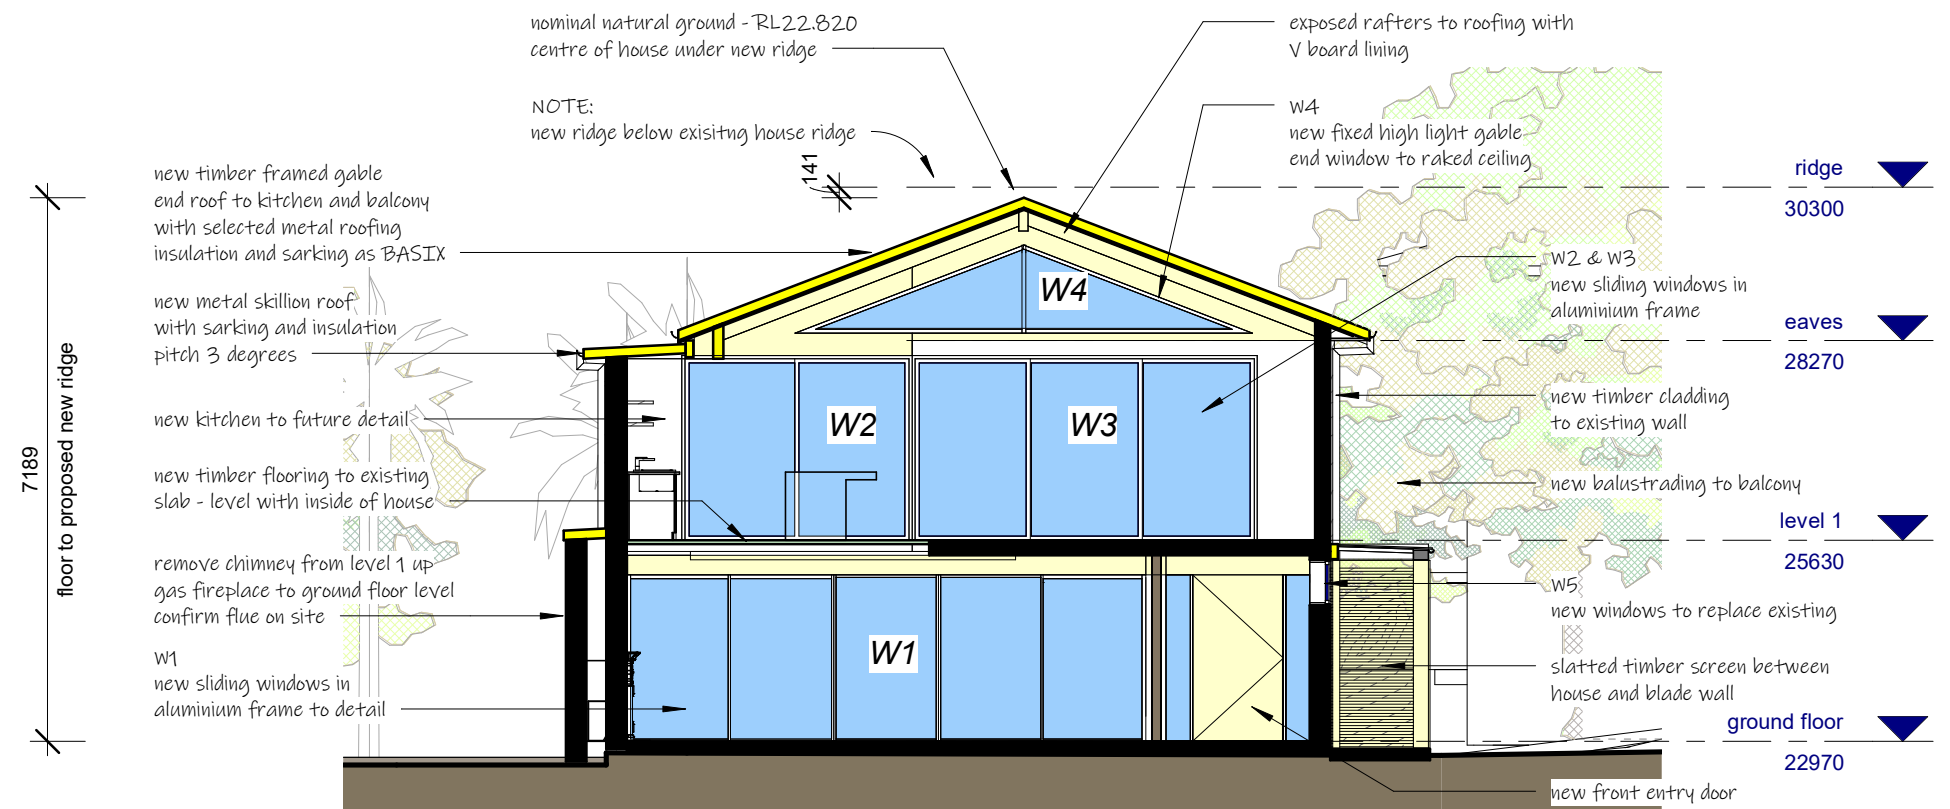 nominal natural ground - RL22.820
centre of house under new ridge
NOTE:
new ridge below exisitng house ridge
141
new timber framed gable
end roof to kitchen and balcony
with selected metal roofing
insulation and sarking as BASIX
new metal skillion roof
with sarking and insulation
pitch 3 degrees
new kitchen to future detail
new timber flooring to existing
slab - level with inside of house
remove chimney from level 1 up
gas fireplace to ground floor level
confirm flue on site
W1
new sliding windows in
aluminium frame to detail
7189
floor to proposed new ridge
W4
W2
W3
W1
exposed rafters to roofing with
V board lining
W4
new fixed high light gable
end window to raked ceiling
W2 & W3
new sliding windows in
aluminium frame
new timber cladding
to existing wall
new balustrading to balcony
W5
new windows to replace existing
slatted timber screen between
house and blade wall
new front entry door
ridge
30300
eaves
28270
level 1
25630
ground floor
22970